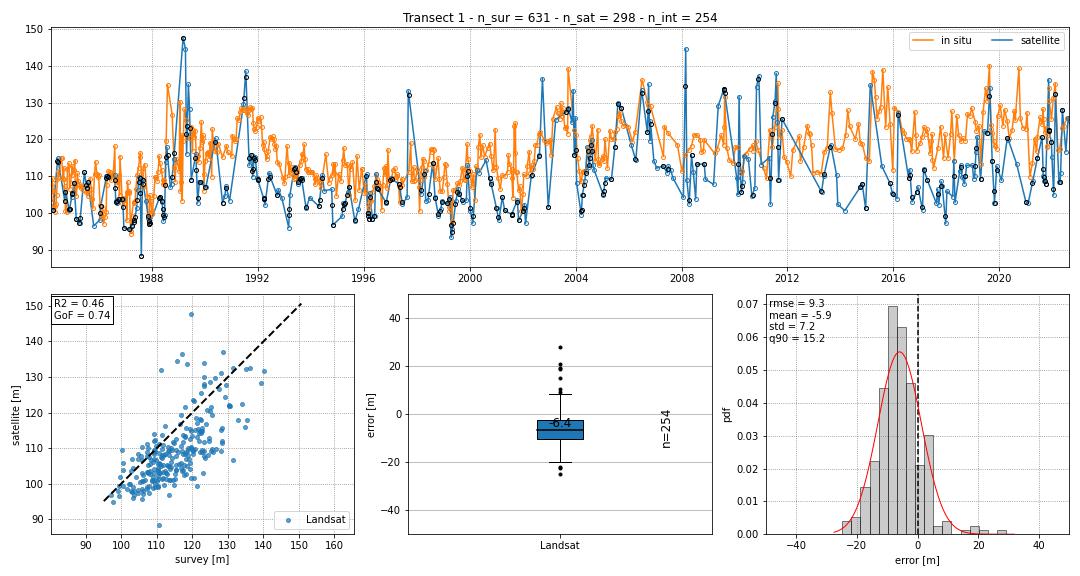 Transect 1 - n_sur = 631 - n_sat = 298 - n_int = 254
150
140
130
120
110
100
90
in situ
satellite
1988
1992
1996
2000
2004
2008
2012
2016
2020
satellite [m]
150
140
130
120
110
100
90
R2 = 0.46
GoF = 0.74
Landsat
90
100
110
120
130
140
150
160
survey [m]
error [m]
40
20
0
−20
−40
-6.4
n=254
Landsat
pdf
0.07
0.06
0.05
0.04
0.03
0.02
0.01
0.00
rmse = 9.3
mean = -5.9
std = 7.2
q90 = 15.2
−40
−20
0
20
40
error [m]